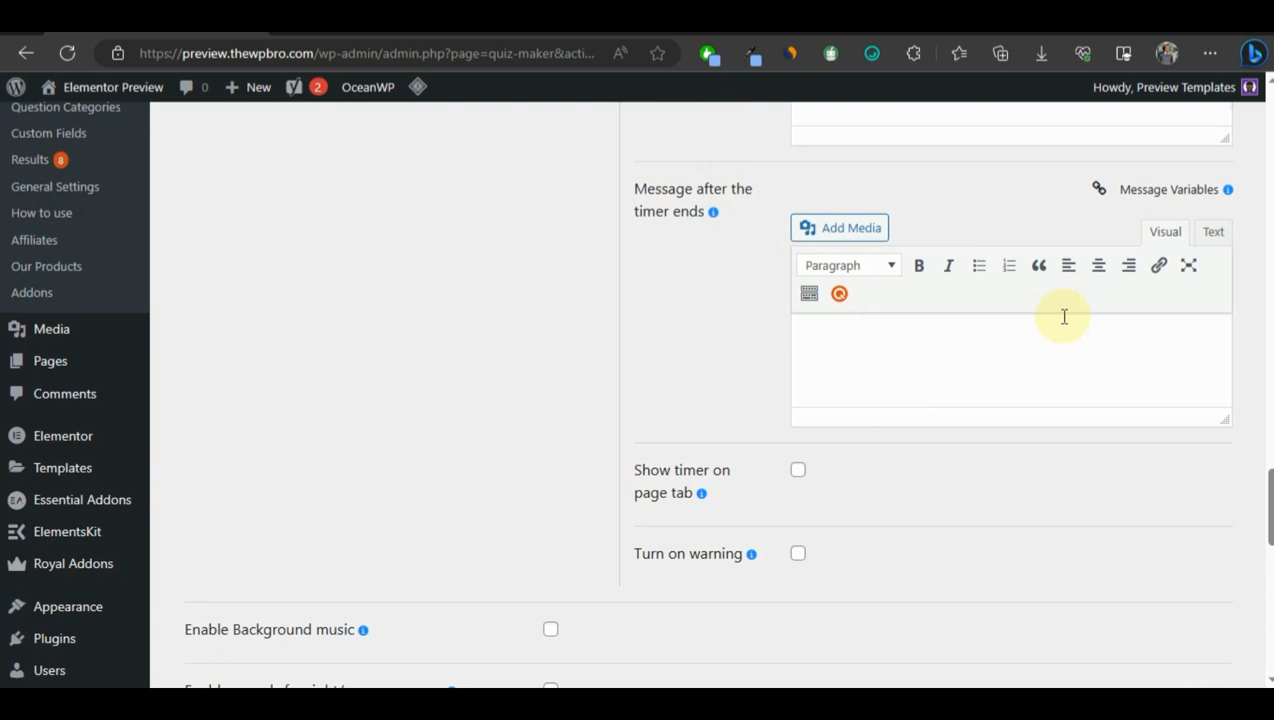 https://preview.thewpbro.com/wp-admin/admin.php?page=quiz-maker&acti...
Elementor Preview
0
New
2
OceanWP
Howdy, Preview Templates
Question Categories
Custom Fields
Results 8
General Settings
How to use
Affiliates
Our Products
Addons
Media
Pages
Comments
Elementor
Templates
Essential Addons
ElementsKit
Royal Addons
Appearance
Plugins
Users
Message after the
timer ends
Message Variables
Add Media
Visual
Text
Paragraph
B
I
Show timer on
page tab
Turn on warning
Enable Background music